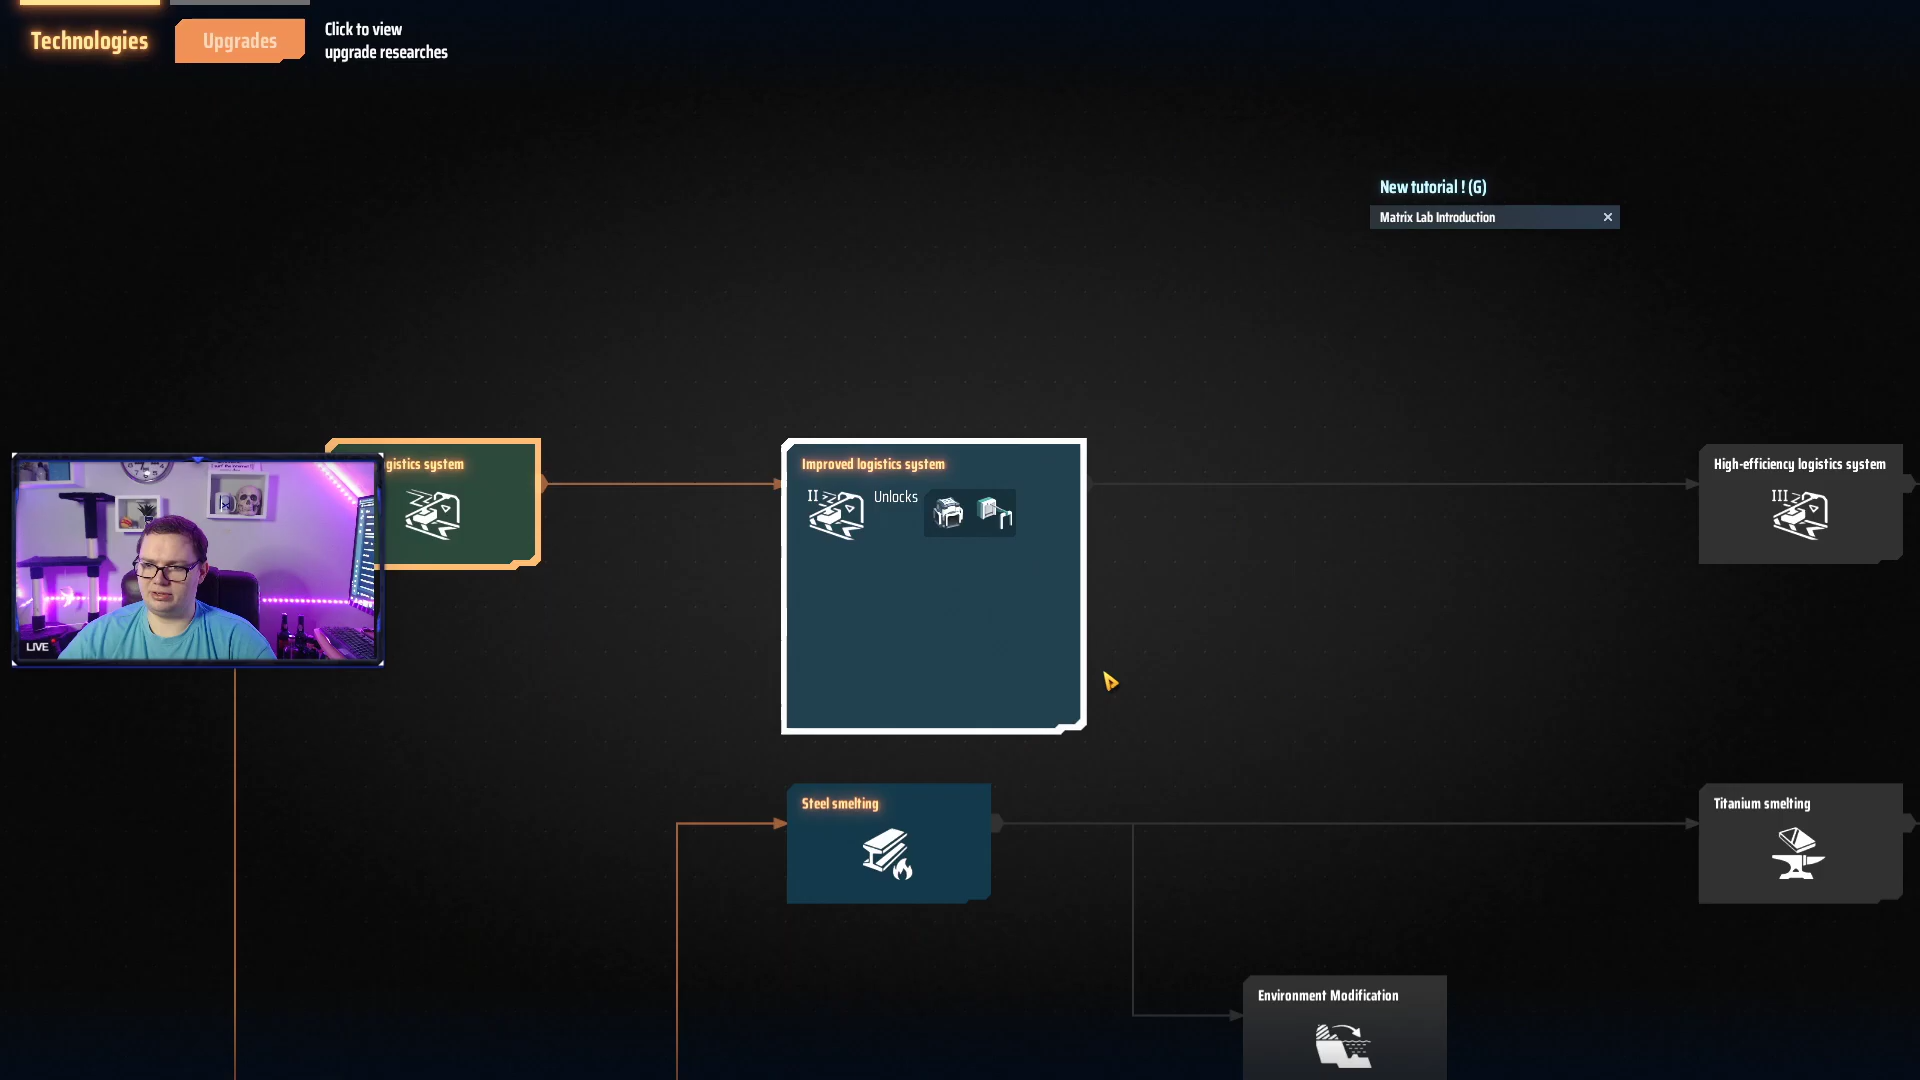 Technologies
Upgrades
Click to view
upgrade researches
New tutorial ! (G)
Matrix Lab Introduction
gistics system
Improved logistics system
II
Unlocks
High-efficiency logistics system
III
LIVE
Steel smelting
Titanium smelting
Environment Modification